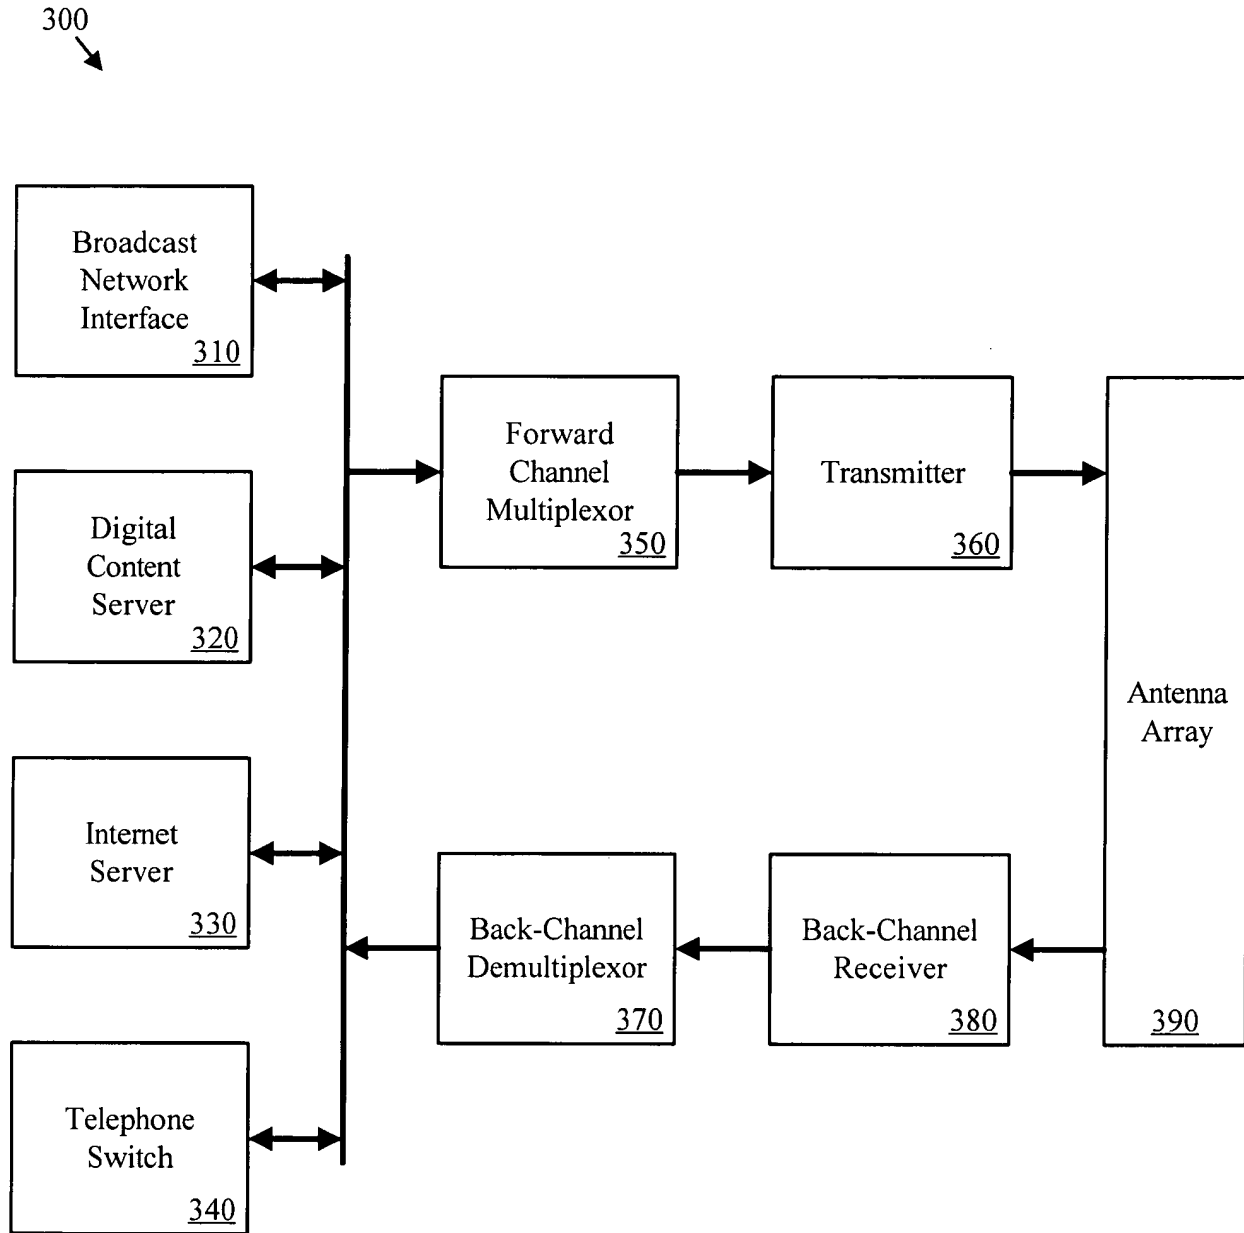 300
Broadcast
Network
Interface
310
Digital
Content
Server
320
Internet
Server
330
Telephone
Switch
340
Forward
Channel
Multiplexor
350
Transmitter
360
Back-Channel
Demultiplexor
370
Back-Channel
Receiver
380
Antenna
Array
390